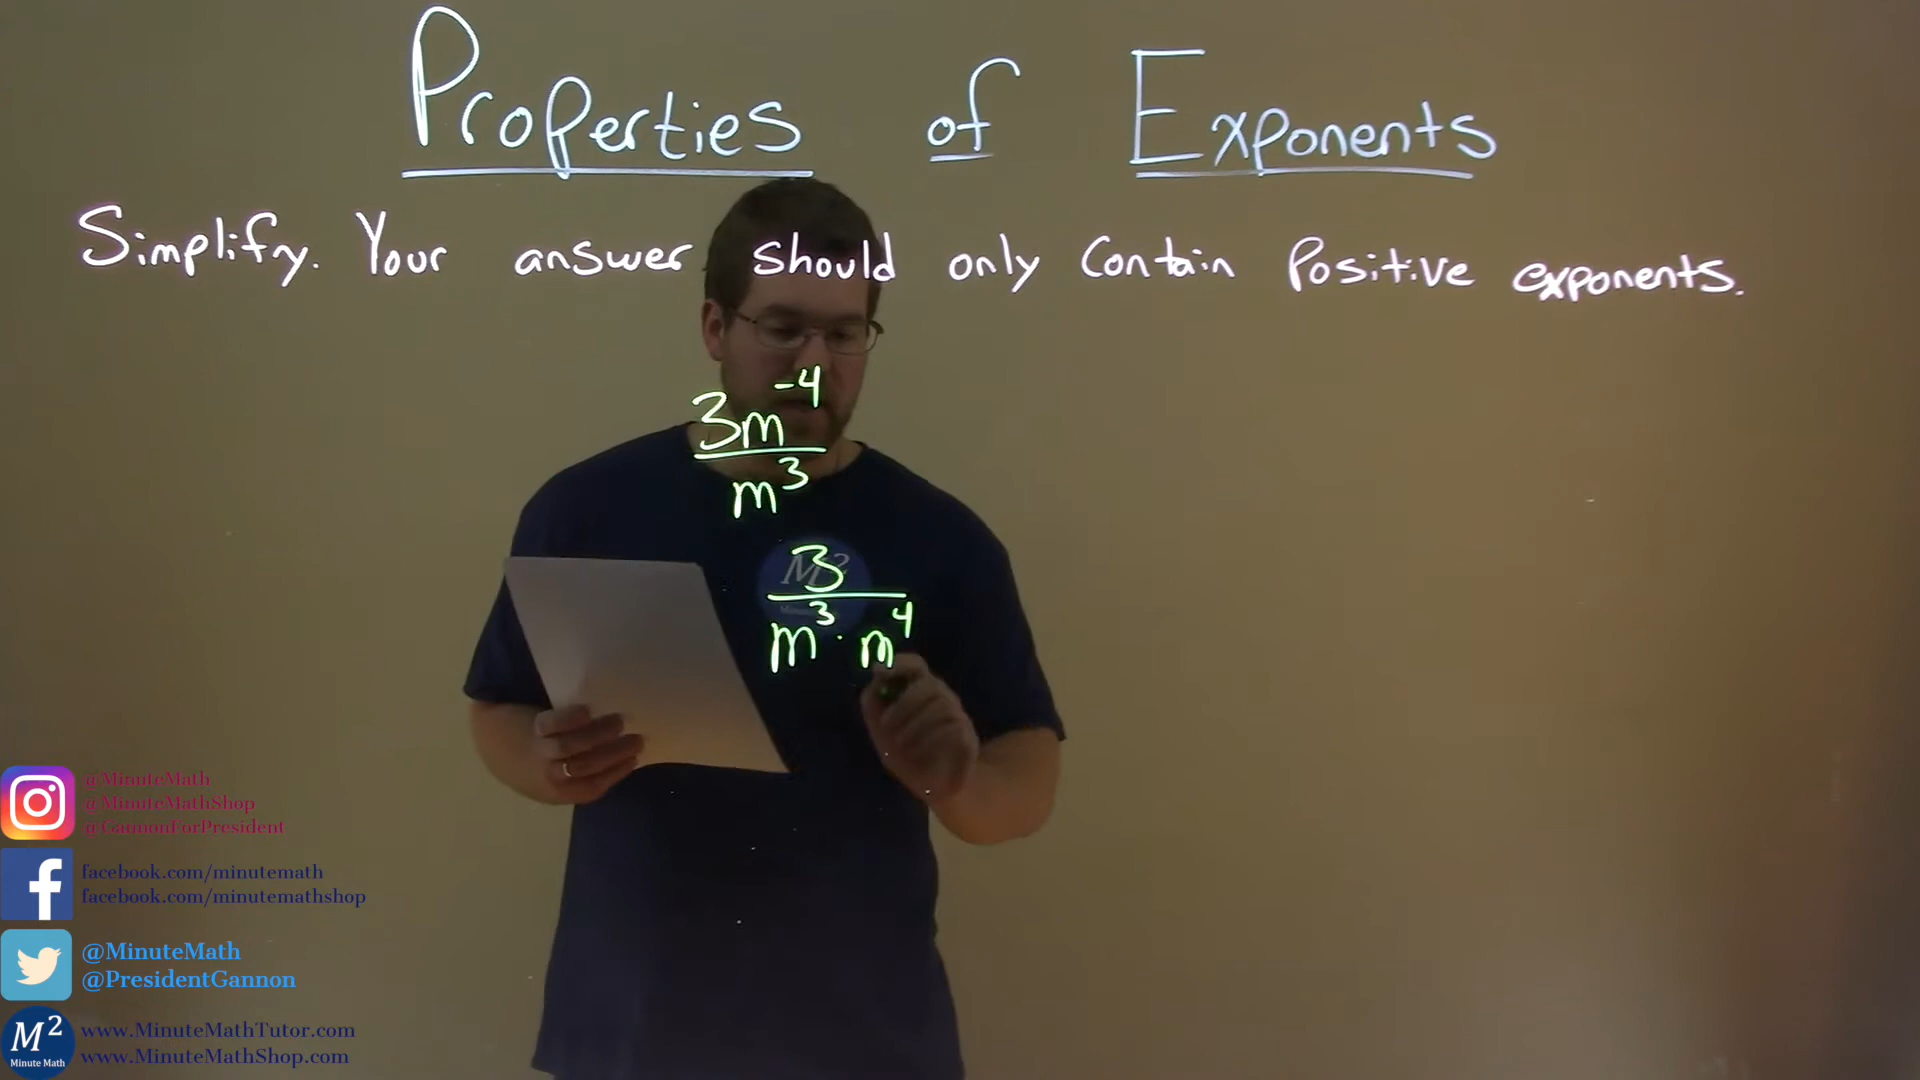 Properties of Exponents
Simplify. Your answer should only contain positive exponents.
3m^-4
m^3
M2
3
m^3 · m^4
@MinuteMath
@MinuteMathShop
@GannonForPresident
facebook.com/minutemath
facebook.com/minutemathshop
@MinuteMath
@PresidentGannon
M2
Minute Math
www.MinuteMathTutor.com
www.MinuteMathShop.com